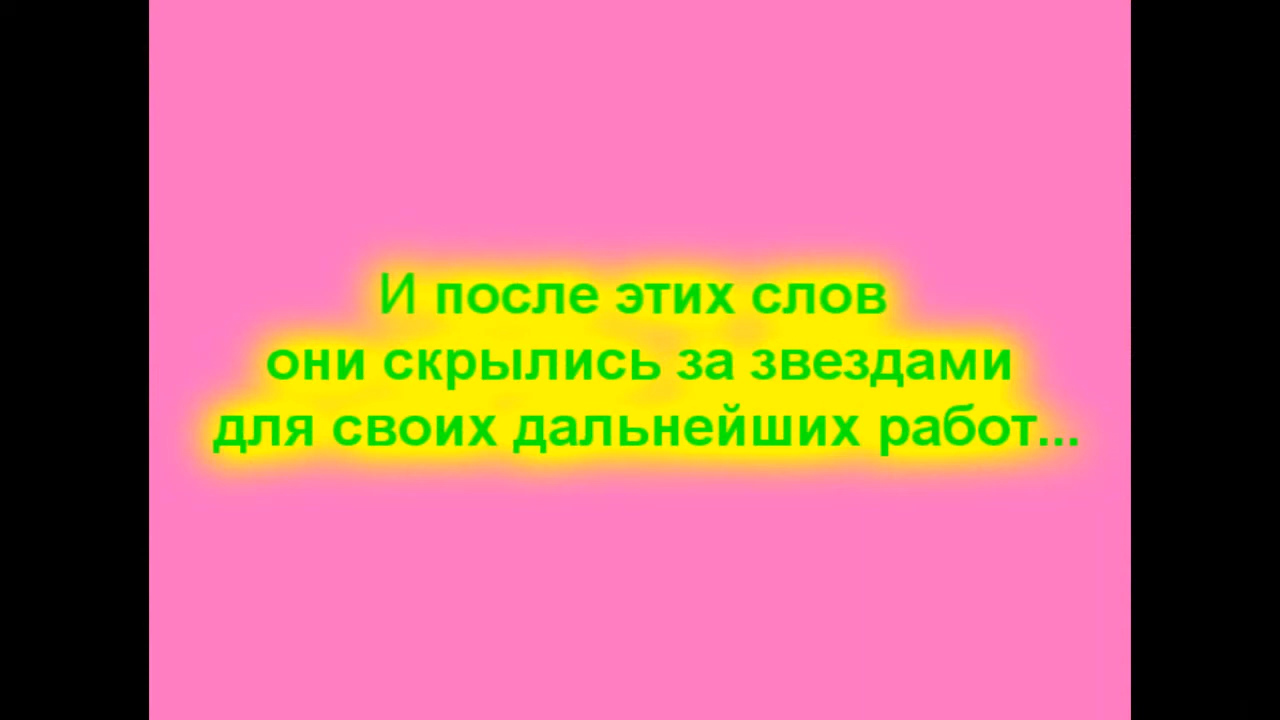 И после этих слов
они скрылись за звездами
для своих дальнейших работ...